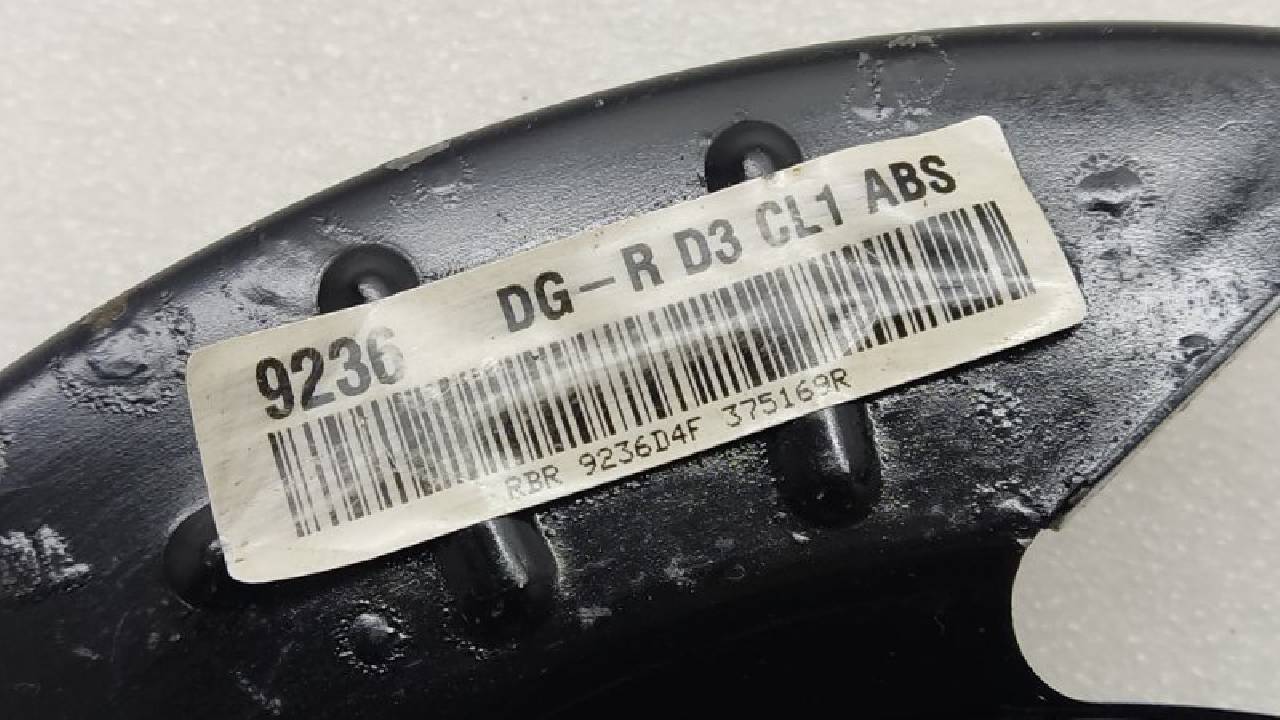 9236 DG-R D3 CL1 ABS
RBR 9236D4F 375169R